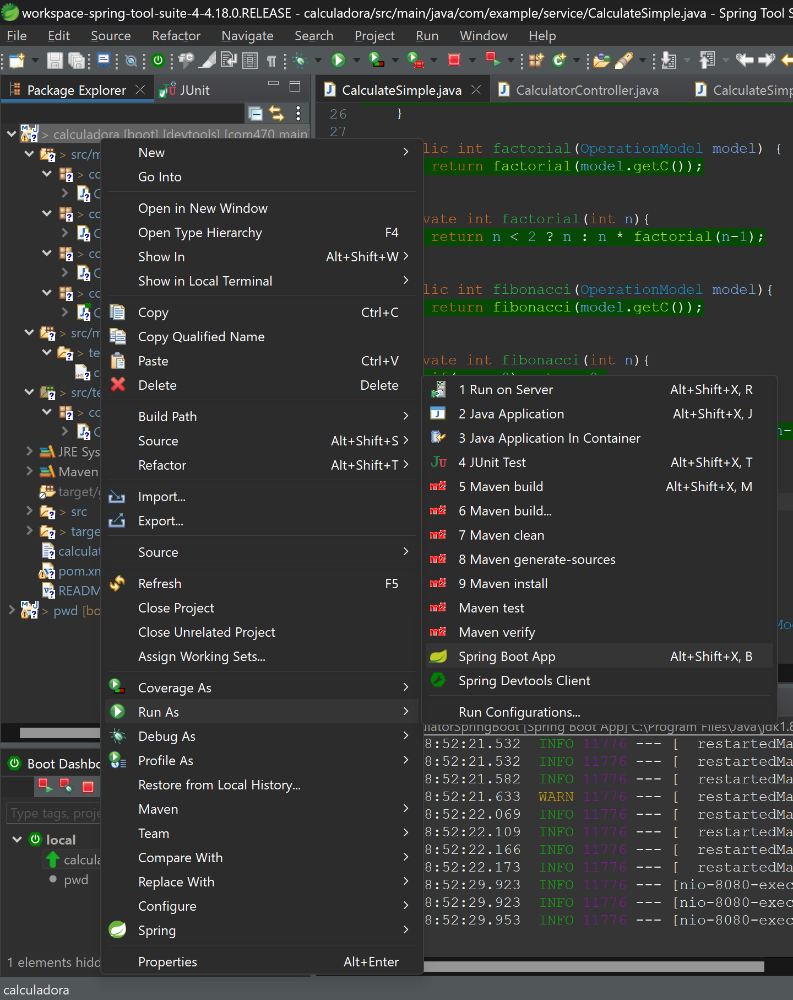 workspace-spring-tool-suite-4-4.18.0.RELEASE - calculadora/src/main/java/com/example/service/CalculateSimple.java - Spring Tool S
File Edit Source Refactor Navigate Search Project Run Window Help
Package Explorer JUnit
CalculateSimple.java CalculatorController.java CalculateSimp
> calculadora [boot] [devtools] [com470 main]
> src/m
> co
C
> co
C
> co
C
> co
C
> src/m
> te
c
> src/te
> co
C
JRE Sys
Maven
target/g
> src
> targe
calculat
pom.xm
READM
> pwd [bo
26 }
27
lic int factorial(OperationModel model) {
return factorial(model.getC());
vate int factorial(int n){
return n < 2 ? n : n * factorial(n-1);
lic int fibonacci(OperationModel model){
return fibonacci(model.getC());
vate int fibonacci(int n){
n-
Mod
New
Go Into
Open in New Window
Open Type Hierarchy F4
Show In Alt+Shift+W
Show in Local Terminal
Copy Ctrl+C
Copy Qualified Name
Paste Ctrl+V
Delete Delete
Build Path
Source Alt+Shift+S
Refactor Alt+Shift+T
Import...
Export...
Source
Refresh F5
Close Project
Close Unrelated Project
Assign Working Sets...
Coverage As
Run As
Debug As
Profile As
Restore from Local History...
Maven
Team
Compare With
Replace With
Configure
Spring
Properties Alt+Enter
1 Run on Server Alt+Shift+X, R
2 Java Application Alt+Shift+X, J
3 Java Application In Container
4 JUnit Test Alt+Shift+X, T
5 Maven build Alt+Shift+X, M
6 Maven build...
7 Maven clean
8 Maven generate-sources
9 Maven install
Maven test
Maven verify
Spring Boot App Alt+Shift+X, B
Spring Devtools Client
Run Configurations...
ulatorSpringBoot [Spring Boot App] C:\Program Files\Java\jdk1.8
8:52:21.532 INFO 11776 --- [ restartedMa
8:52:21.532 INFO 11776 --- [ restartedMa
8:52:21.582 INFO 11776 --- [ restartedMa
8:52:21.633 WARN 11776 --- [ restartedMa
8:52:22.069 INFO 11776 --- [ restartedMa
8:52:22.109 INFO 11776 --- [ restartedMa
8:52:22.166 INFO 11776 --- [ restartedMa
8:52:22.173 INFO 11776 --- [ restartedMa
8:52:29.923 INFO 11776 --- [nio-8080-exec
8:52:29.923 INFO 11776 --- [nio-8080-exec
8:52:29.953 INFO 11776 --- [nio-8080-exec
Boot Dashbo
Type tags, proje
local
calcula
pwd
1 elements hidd
calculadora